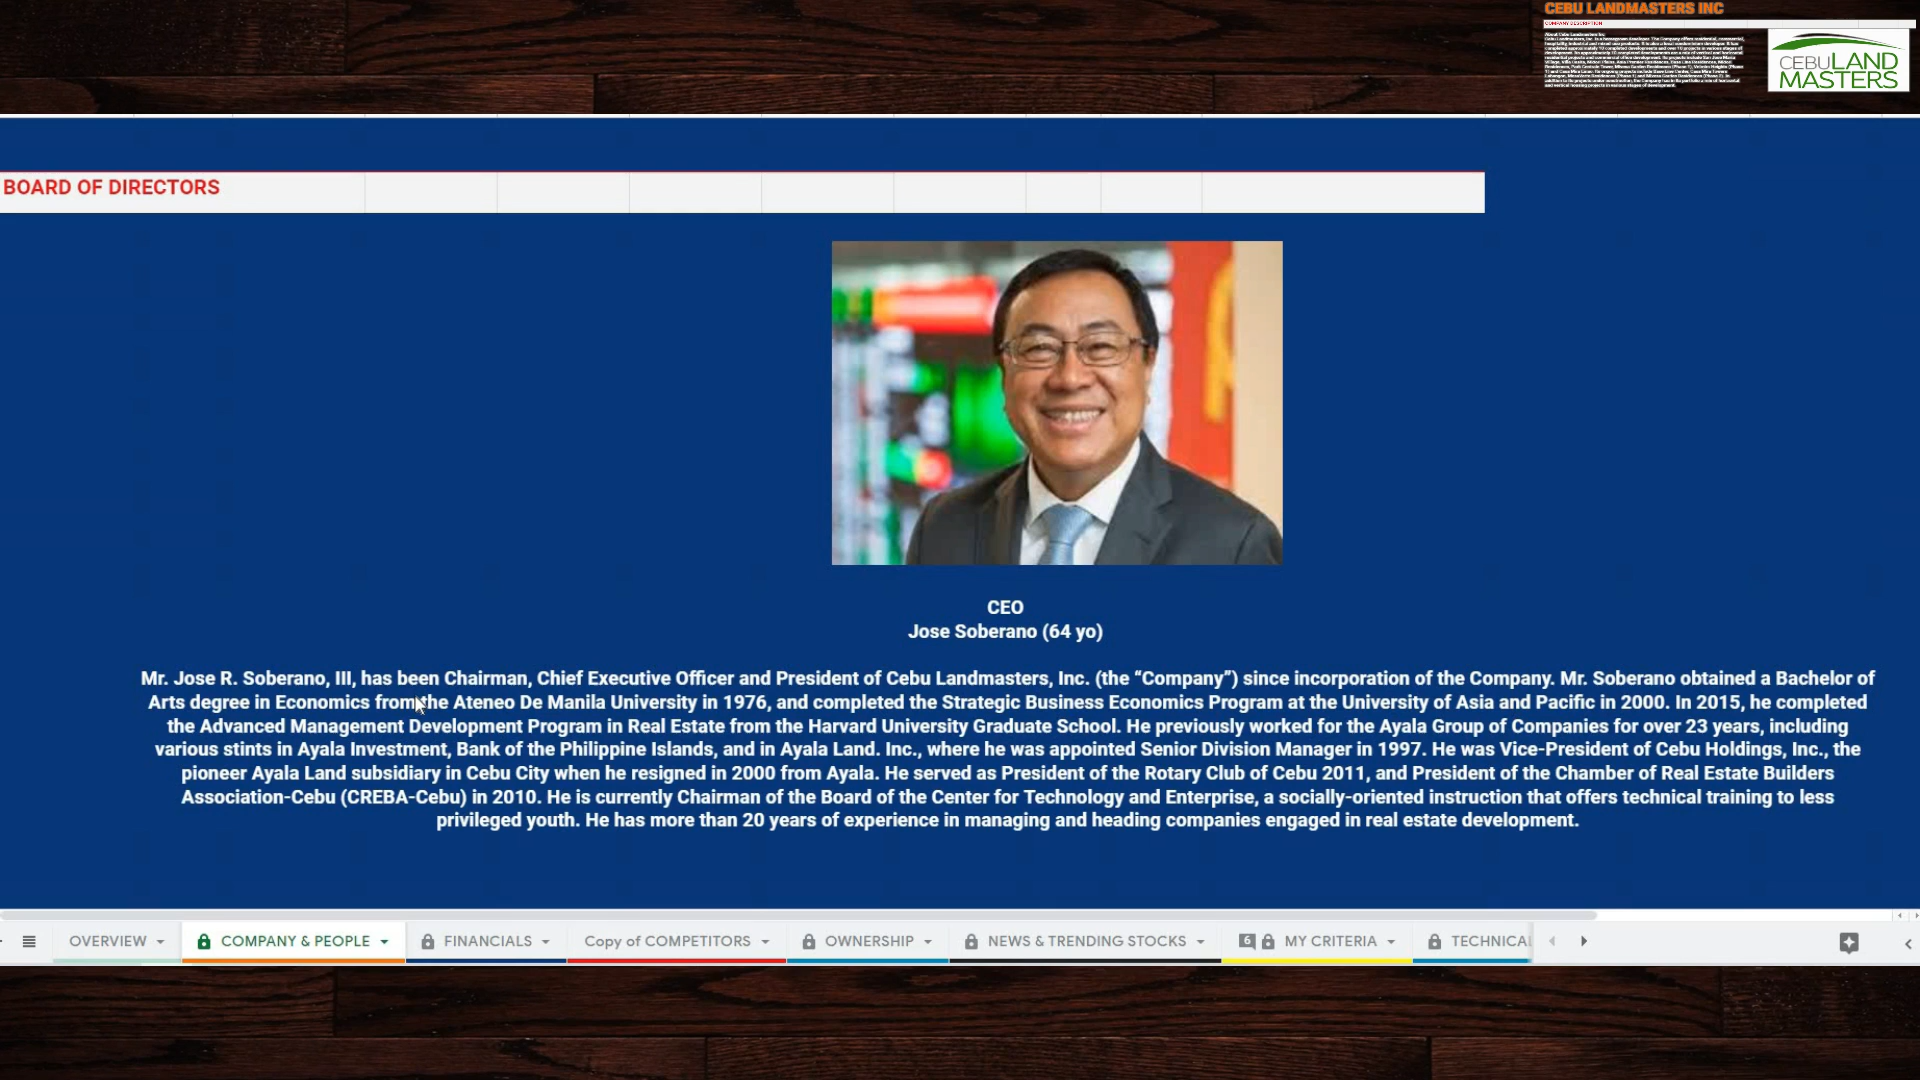 CEBU LANDMASTERS INC
COMPANY DESCRIPTION
CEBU LAND
MASTERS
BOARD OF DIRECTORS
CEO
Jose Soberano (64 yo)
Mr. Jose R. Soberano, III, has been Chairman, Chief Executive Officer and President of Cebu Landmasters, Inc. (the “Company”) since incorporation of the Company. Mr. Soberano obtained a Bachelor of
Arts degree in Economics from the Ateneo De Manila University in 1976, and completed the Strategic Business Economics Program at the University of Asia and Pacific in 2000. In 2015, he completed
the Advanced Management Development Program in Real Estate from the Harvard University Graduate School. He previously worked for the Ayala Group of Companies for over 23 years, including
various stints in Ayala Investment, Bank of the Philippine Islands, and in Ayala Land. Inc., where he was appointed Senior Division Manager in 1997. He was Vice-President of Cebu Holdings, Inc., the
pioneer Ayala Land subsidiary in Cebu City when he resigned in 2000 from Ayala. He served as President of the Rotary Club of Cebu 2011, and President of the Chamber of Real Estate Builders
Association-Cebu (CREBA-Cebu) in 2010. He is currently Chairman of the Board of the Center for Technology and Enterprise, a socially-oriented instruction that offers technical training to less
privileged youth. He has more than 20 years of experience in managing and heading companies engaged in real estate development.
OVERVIEW COMPANY & PEOPLE FINANCIALS Copy of COMPETITORS OWNERSHIP NEWS & TRENDING STOCKS 6 MY CRITERIA TECHNICAL